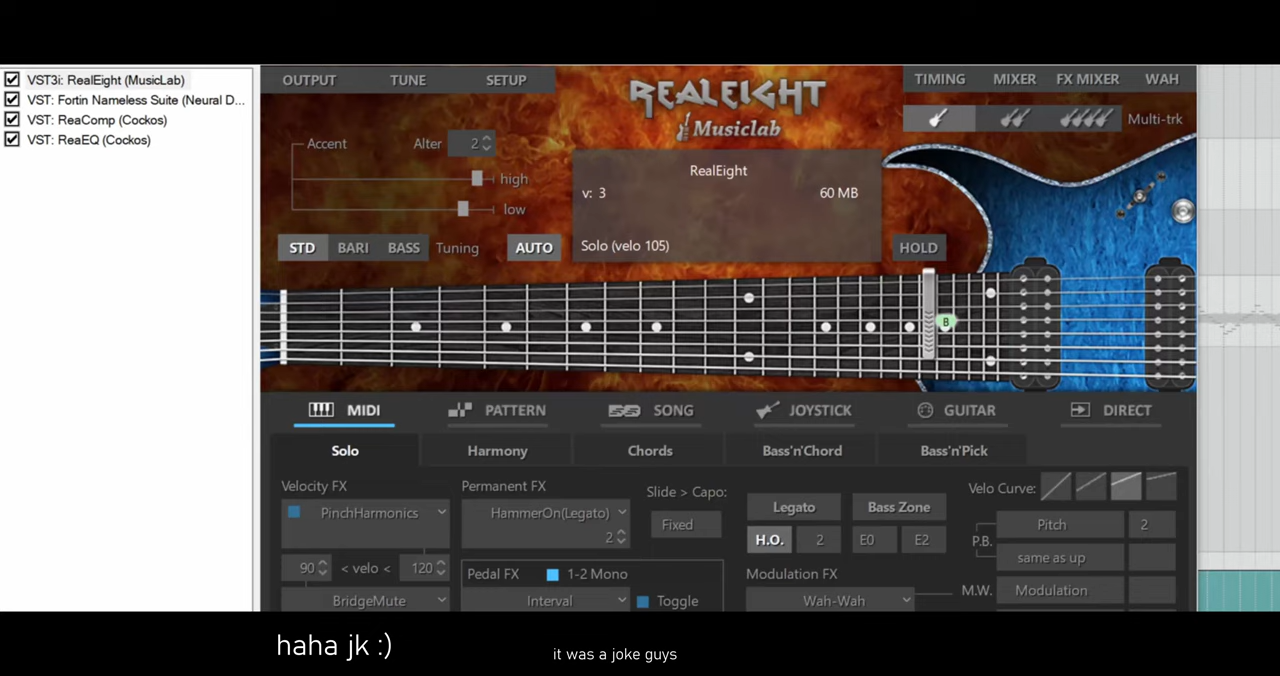 VST3i: RealEight (MusicLab)
VST: Fortin Nameless Suite (Neural D...
VST: ReaComp (Cockos)
VST: ReaEQ (Cockos)
OUTPUT TUNE SETUP
REALEIGHT
Musiclab
TIMING MIXER FX MIXER WAH
Multi-trk
Accent Alter 2
high
low
RealEight
v: 3 60 MB
Solo (velo 105)
STD BARI BASS Tuning AUTO HOLD
B
MIDI PATTERN SONG JOYSTICK GUITAR DIRECT
Solo Harmony Chords Bass'n'Chord Bass'n'Pick
Velocity FX Permanent FX Slide > Capo: Velo Curve:
PinchHarmonics HammerOn(Legato) Fixed Legato Bass Zone Pitch 2
2 H.O. 2 E0 E2 P.B. same as up
90 < velo < 120 Pedal FX 1-2 Mono Modulation FX
BridgeMute Interval Toggle Wah-Wah M.W. Modulation
haha jk :)
it was a joke guys